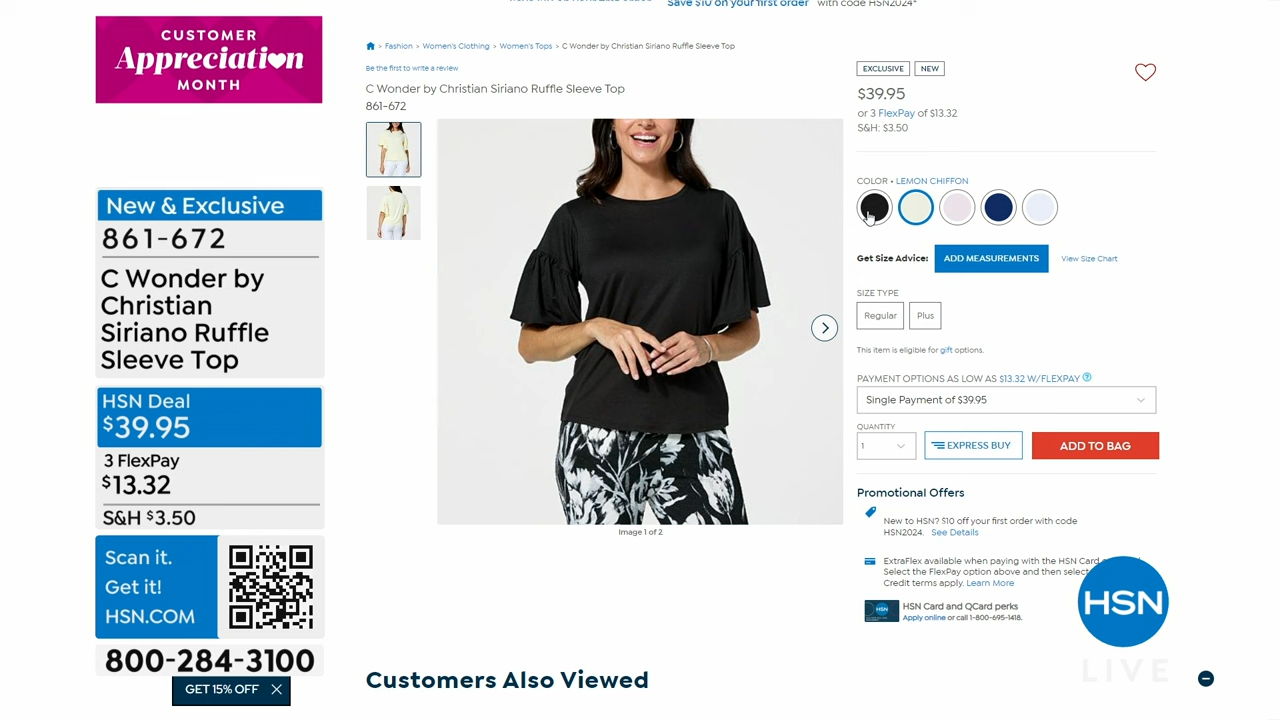 Save $10 on your first order with code HSN2024*
CUSTOMER
Appreciation
MONTH
Fashion > Women's Clothing > Women's Tops > C Wonder by Christian Siriano Ruffle Sleeve Top
Be the first to write a review
C Wonder by Christian Siriano Ruffle Sleeve Top
861-672
EXCLUSIVE NEW
$39.95
or 3 FlexPay of $13.32
S&H: $3.50
COLOR • LEMON CHIFFON
Get Size Advice: ADD MEASUREMENTS View Size Chart
SIZE TYPE
Regular Plus
This item is eligible for gift options.
PAYMENT OPTIONS AS LOW AS $13.32 W/FLEXPAY ?
Single Payment of $39.95
QUANTITY
1 EXPRESS BUY ADD TO BAG
Promotional Offers
New to HSN? $10 off your first order with code
HSN2024. See Details
ExtraFlex available when paying with the HSN Card
Select the FlexPay option above and then select
Credit terms apply. Learn More
HSN
HSN Card and QCard perks
Apply online or call 1-800-695-1418.
Image 1 of 2
New & Exclusive
861-672
C Wonder by
Christian
Siriano Ruffle
Sleeve Top
HSN Deal
$39.95
3 FlexPay
$13.32
S&H $3.50
Scan it.
Get it!
HSN.COM
800-284-3100
GET 15% OFF
Customers Also Viewed
HSN
LIVE